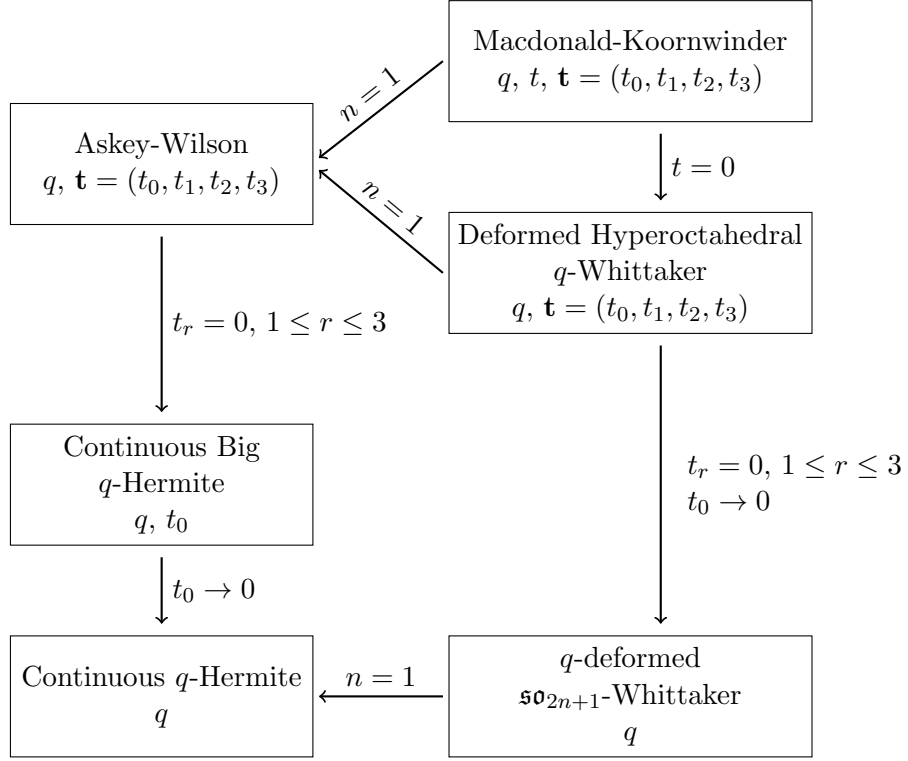 Macdonald-Koornwinder
q, t, 𝐭 = (t₀, t₁, t₂, t₃)
n = 1
Askey-Wilson
q, 𝐭 = (t₀, t₁, t₂, t₃)
t = 0
n = 1
Deformed Hyperoctahedral
q-Whittaker
q, 𝐭 = (t₀, t₁, t₂, t₃)
tᵣ = 0, 1 ≤ r ≤ 3
Continuous Big
q-Hermite
q, t₀
tᵣ = 0, 1 ≤ r ≤ 3
t₀ → 0
t₀ → 0
Continuous q-Hermite
q
n = 1
q-deformed
𝔰𝔬₂ₙ₊₁-Whittaker
q